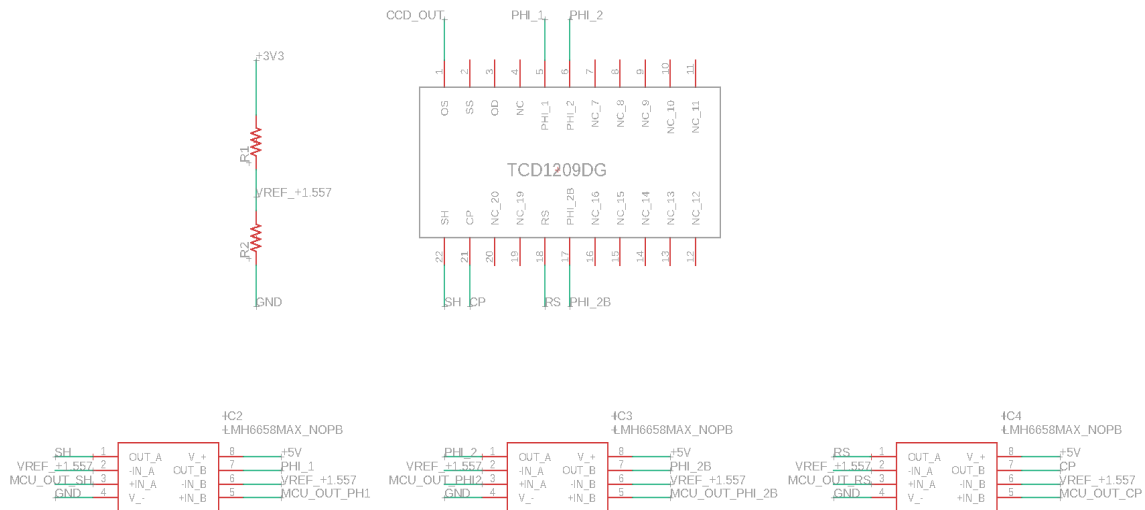 CCD_OUT PHI_1 PHI_2
+3V3
1 2 3 4 5 6 7 8 9 10 11
OS SS OD NC PHI_1 PHI_2 NC_7 NC_8 NC_9 NC_10 NC_11
R1
TCD1209DG
VREF_+1.557
SH CP NC_20 NC_19 RS PHI_2B NC_16 NC_15 NC_14 NC_13 NC_12
R2
22 21 20 19 18 17 16 15 14 13 12
GND
SH CP RS PHI_2B
IC2
LMH6658MAX_NOPB
SH 1 OUT_A V_+ 8 +5V
VREF_+1.557 2 -IN_A OUT_B 7 PHI_1
MCU_OUT_SH 3 +IN_A -IN_B 6 VREF_+1.557
GND 4 V_- +IN_B 5 MCU_OUT_PH1
IC3
LMH6658MAX_NOPB
PHI_2 1 OUT_A V_+ 8 +5V
VREF_+1.557 2 -IN_A OUT_B 7 PHI_2B
MCU_OUT_PHI2 3 +IN_A -IN_B 6 VREF_+1.557
GND 4 V_- +IN_B 5 MCU_OUT_PHI_2B
IC4
LMH6658MAX_NOPB
RS 1 OUT_A V_+ 8 +5V
VREF_+1.557 2 -IN_A OUT_B 7 CP
MCU_OUT_RS 3 +IN_A -IN_B 6 VREF_+1.557
GND 4 V_- +IN_B 5 MCU_OUT_CP